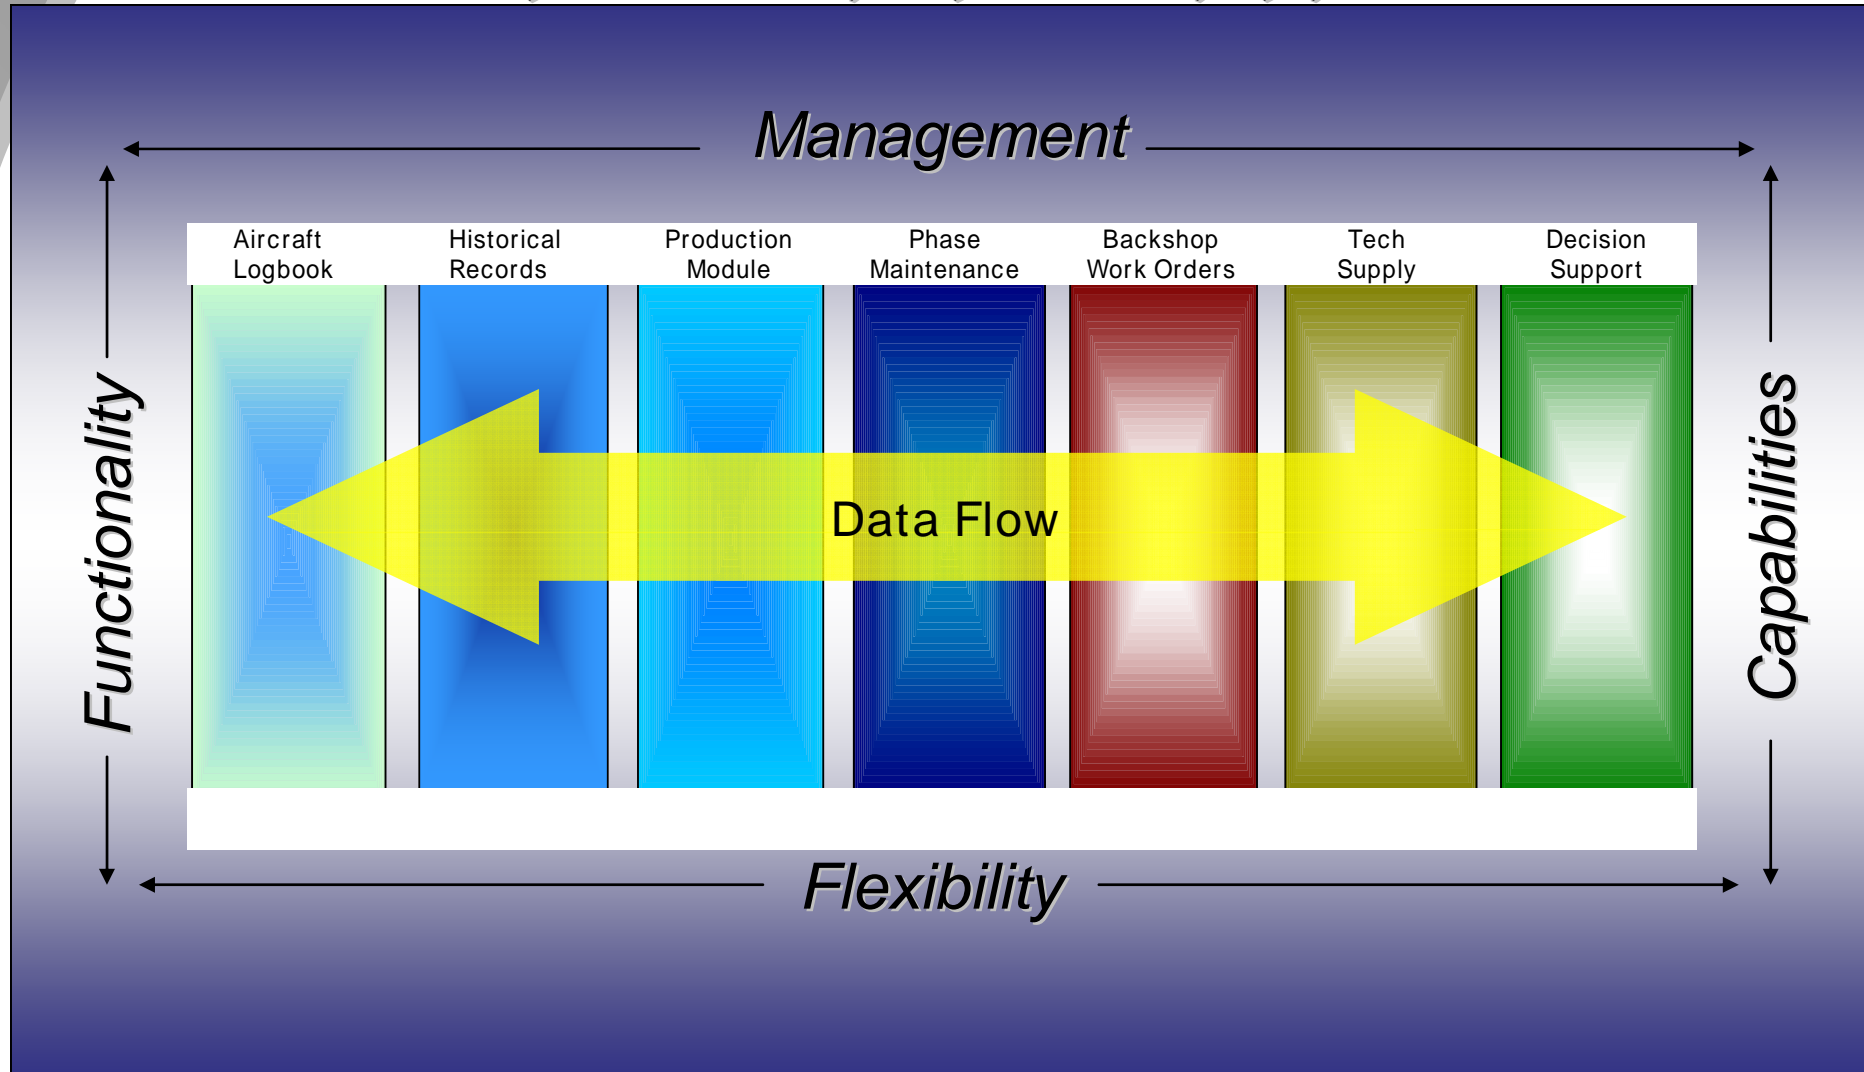 Management
Aircraft
Logbook
Historical
Records
Production
Module
Phase
Maintenance
Backshop
Work Orders
Tech
Supply
Decision
Support
Functionality
Data Flow
Capabilities
Flexibility